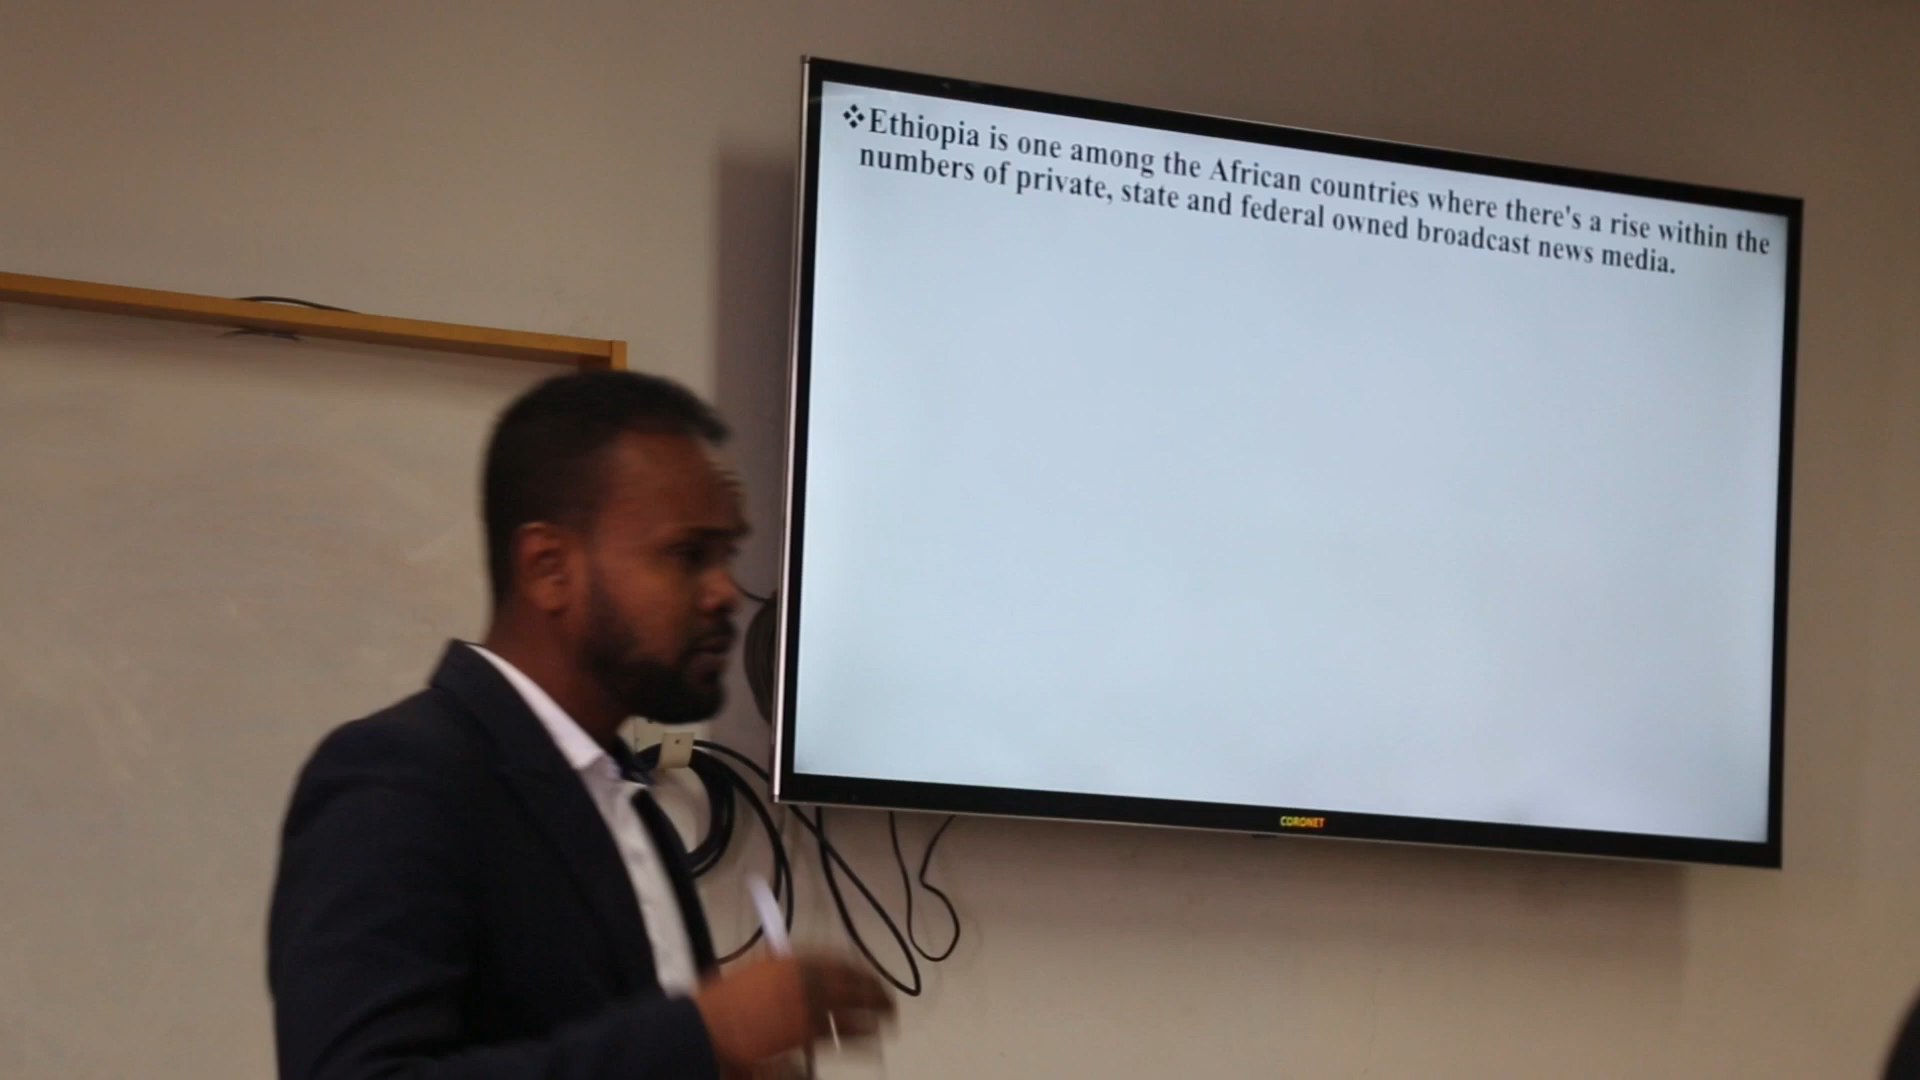 ❖Ethiopia is one among the African countries where there's a rise within the
numbers of private, state and federal owned broadcast news media.
CORONET